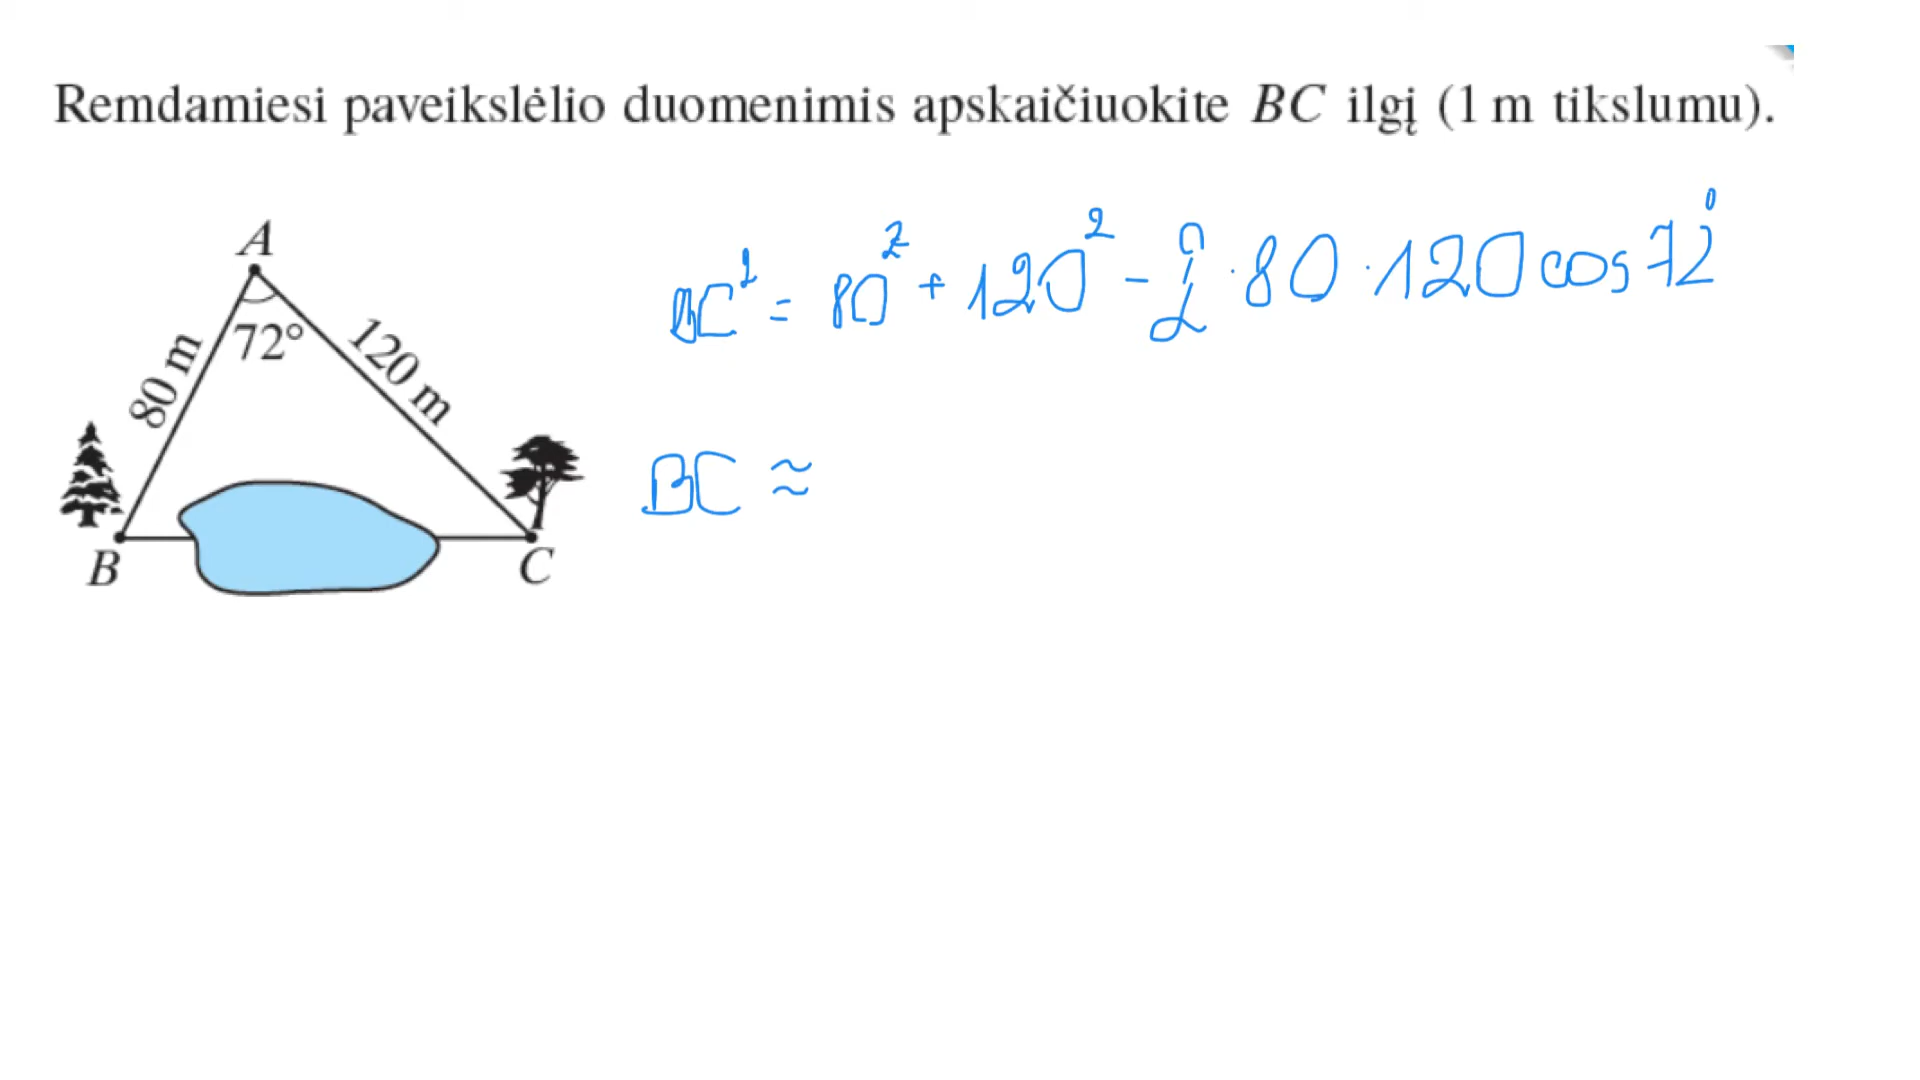 Remdamiesi paveikslėlio duomenimis apskaičiuokite BC ilgį (1 m tikslumu).
A
72°
80 m
120 m
B
C
BC² = 80² + 120² - 2 · 80 · 120 cos 72°
BC ≈